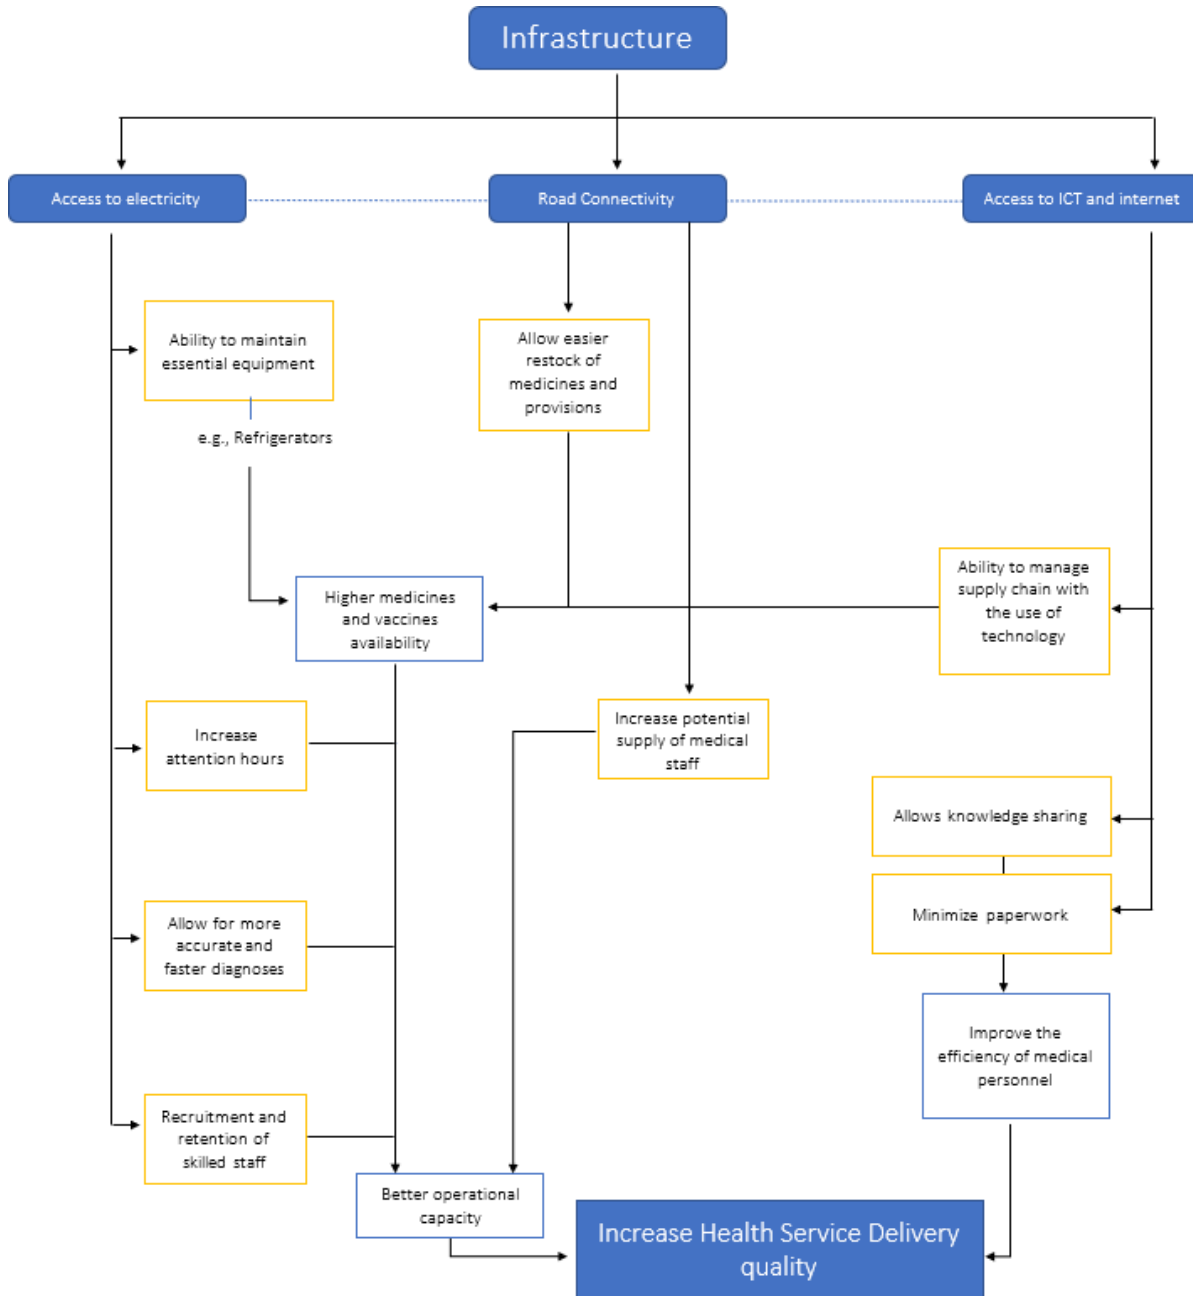 Infrastructure
Access to electricity
Road Connectivity
Access to ICT and internet
Ability to maintain
essential equipment
e.g., Refrigerators
Allow easier
restock of
medicines and
provisions
Higher medicines
and vaccines
availability
Ability to manage
supply chain with
the use of
technology
Increase
attention hours
Increase potential
supply of medical
staff
Allows knowledge sharing
Minimize paperwork
Allow for more
accurate and
faster diagnoses
Improve the
efficiency of medical
personnel
Recruitment and
retention of
skilled staff
Better operational
capacity
Increase Health Service Delivery
quality